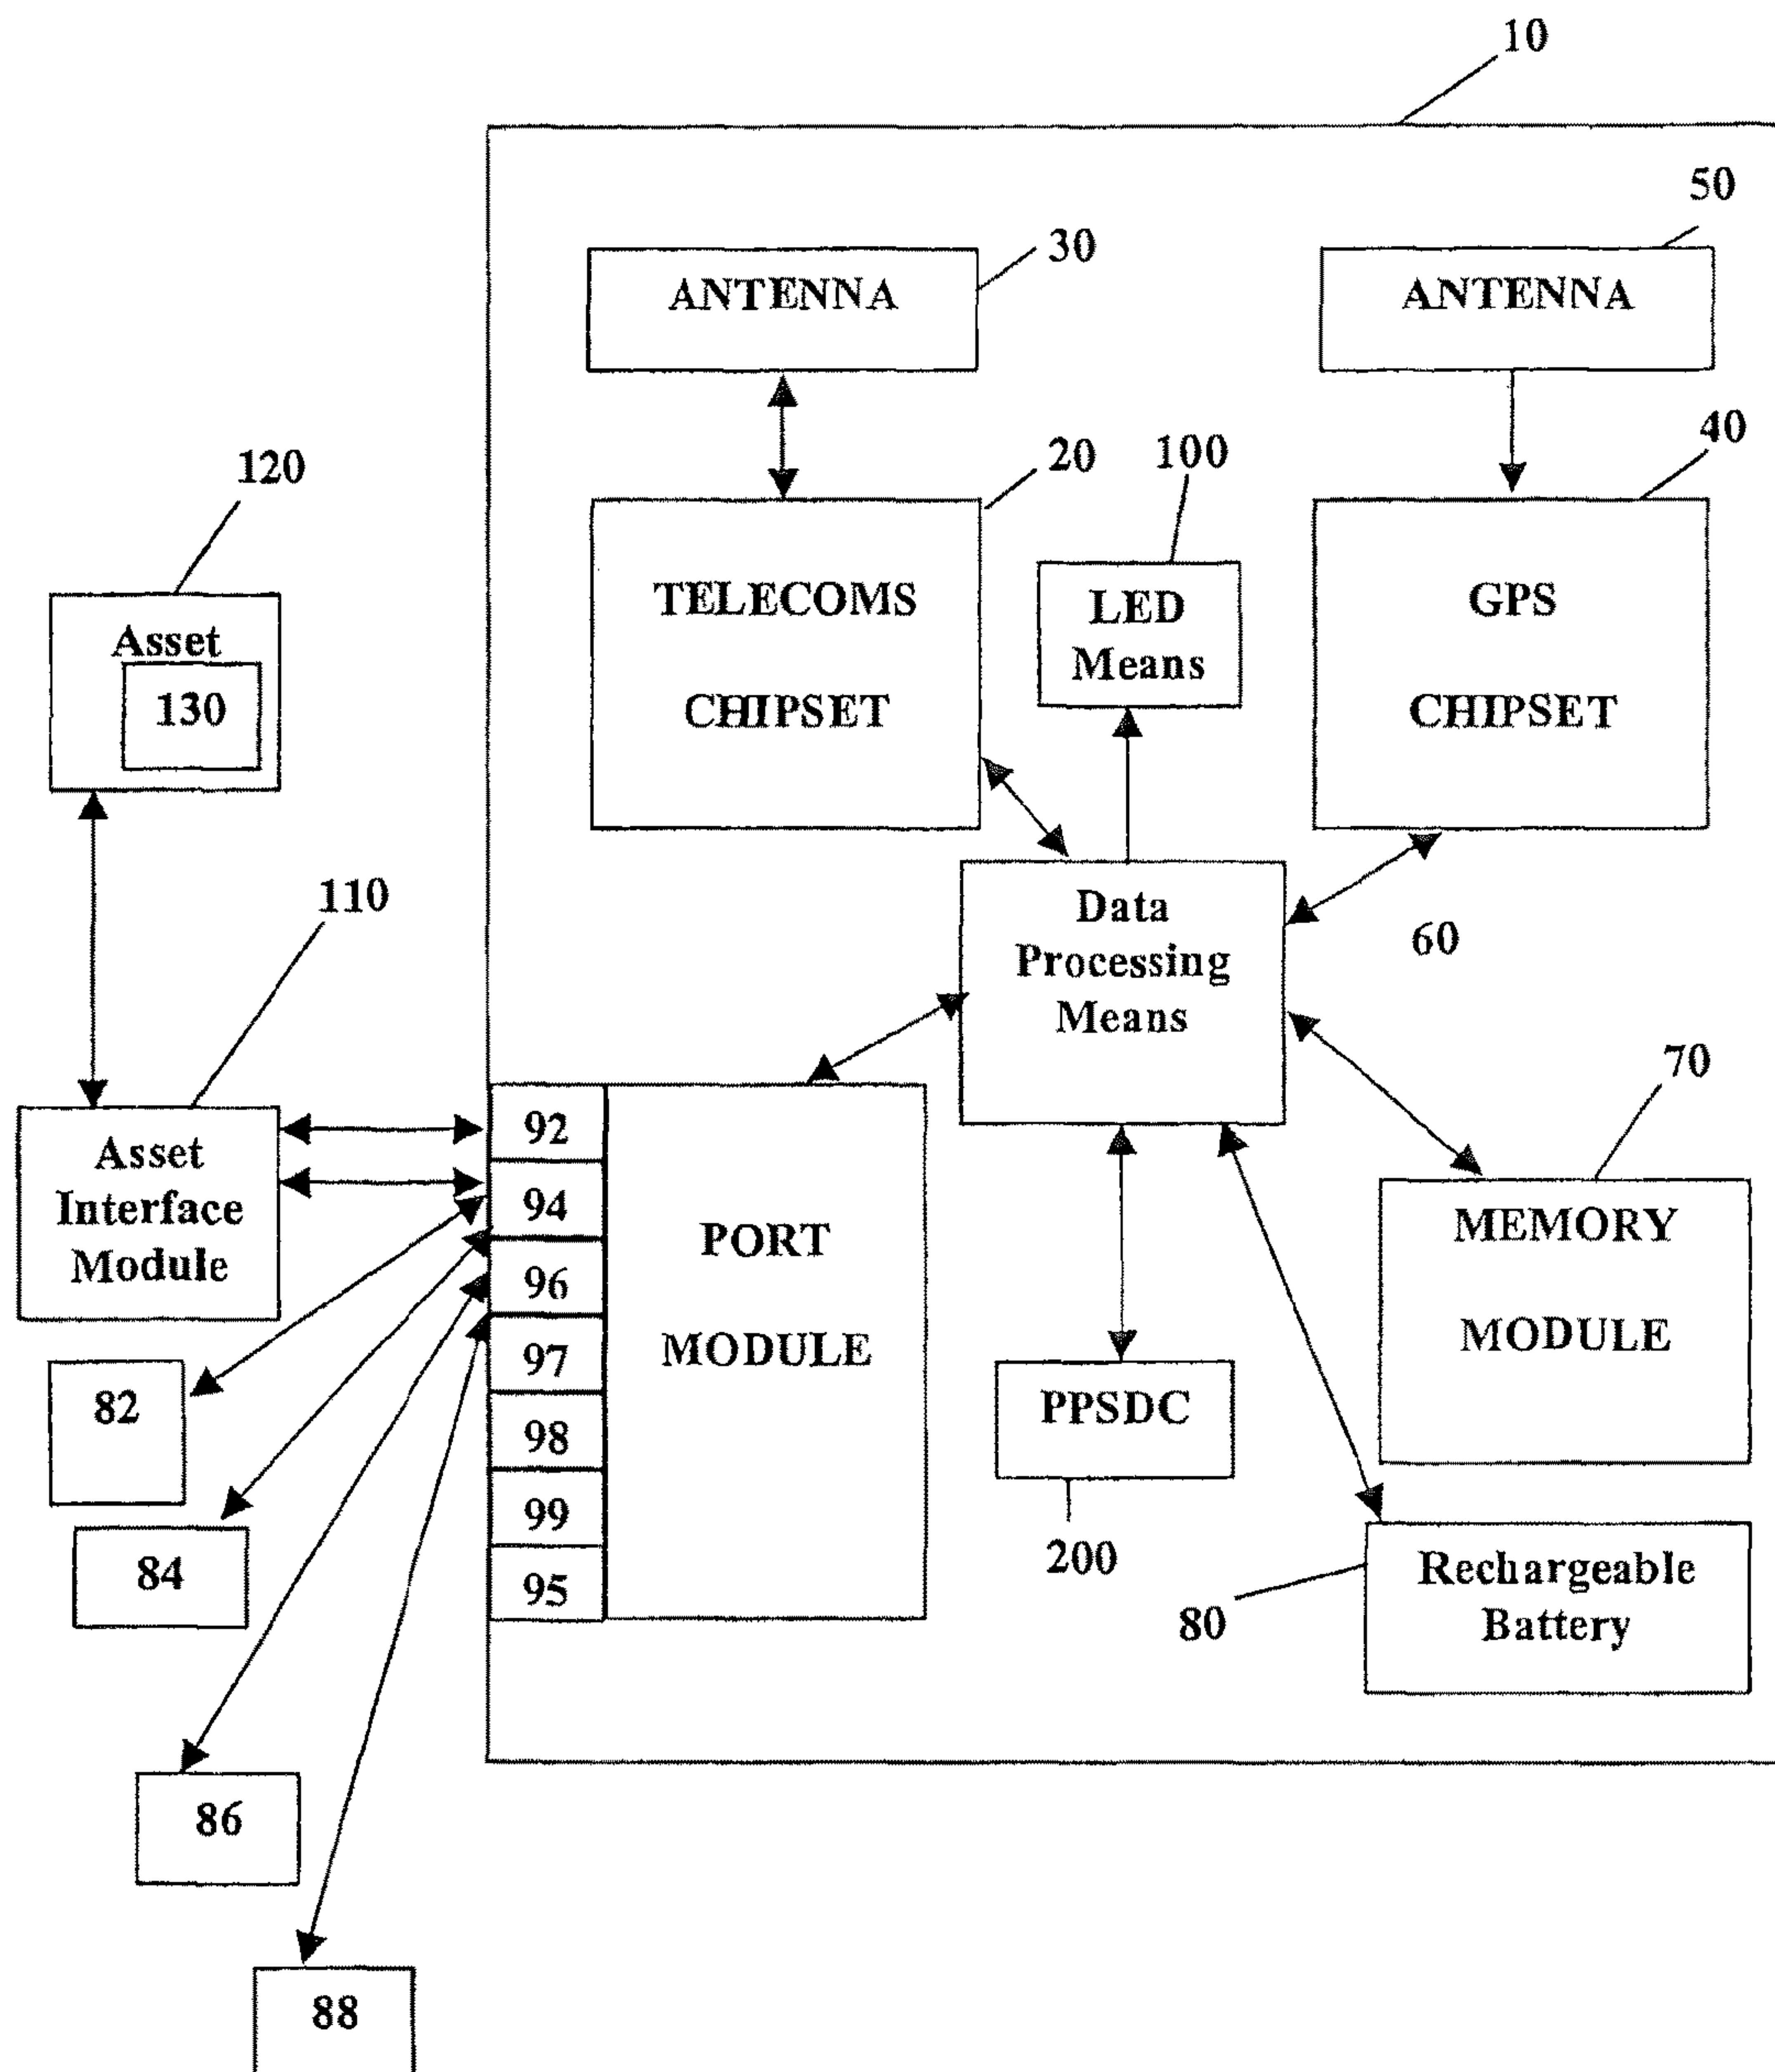 10
50
30
ANTENNA
ANTENNA
40
20
100
120
TELECOMS
CHIPSET
LED
Means
GPS
CHIPSET
Asset
130
110
Data
Processing
Means
60
70
92
94
96
97
98
99
95
Asset
Interface
Module
PORT
MODULE
MEMORY
MODULE
82
PPSDC
84
200
80
Rechargeable
Battery
86
88